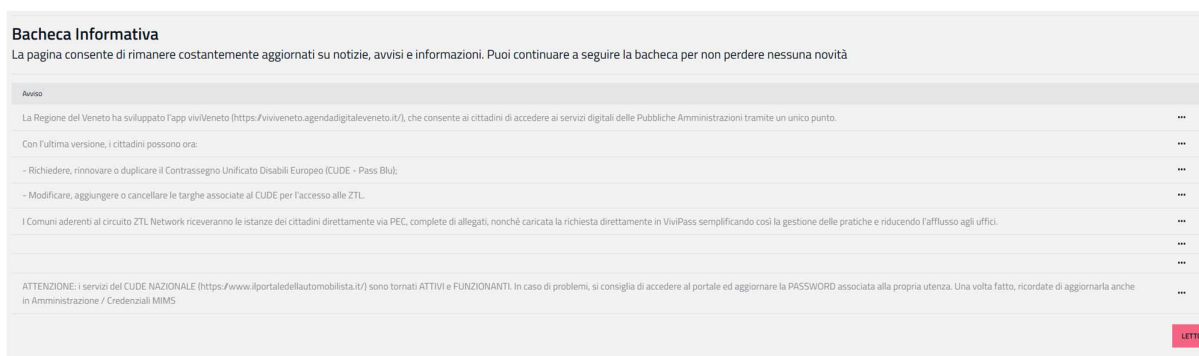 Bacheca Informativa
La pagina consente di rimanere costantemente aggiornati su notizie, avvisi e informazioni. Puoi continuare a seguire la bacheca per non perdere nessuna novità
Avviso
La Regione del Veneto ha sviluppato l'app viviVeneto (https://viviveneto.agendadigitaleveneto.it/), che consente ai cittadini di accedere ai servizi digitali delle Pubbliche Amministrazioni tramite un unico punto.
Con l'ultima versione, i cittadini possono ora:
- Richiedere, rinnovare o duplicare il Contrassegno Unificato Disabili Europeo (CUDE - Pass Blu);
- Modificare, aggiungere o cancellare le targhe associate al CUDE per l'accesso alle ZTL.
I Comuni aderenti al circuito ZTL Network riceveranno le istanze dei cittadini direttamente via PEC, complete di allegati, nonchè caricata la richiesta direttamente in ViviPass semplificando così la gestione delle pratiche e riducendo l'afflusso agli uffici.
ATTENZIONE: i servizi del CUDE NAZIONALE (https://www.ilportaledellautomobilista.it/) sono tornati ATTIVI e FUNZIONANTI. In caso di problemi, si consiglia di accedere al portale ed aggiornare la PASSWORD associata alla propria utenza. Una volta fatto, ricordate di aggiornarla anche
in Amministrazione / Credenziali MIMS